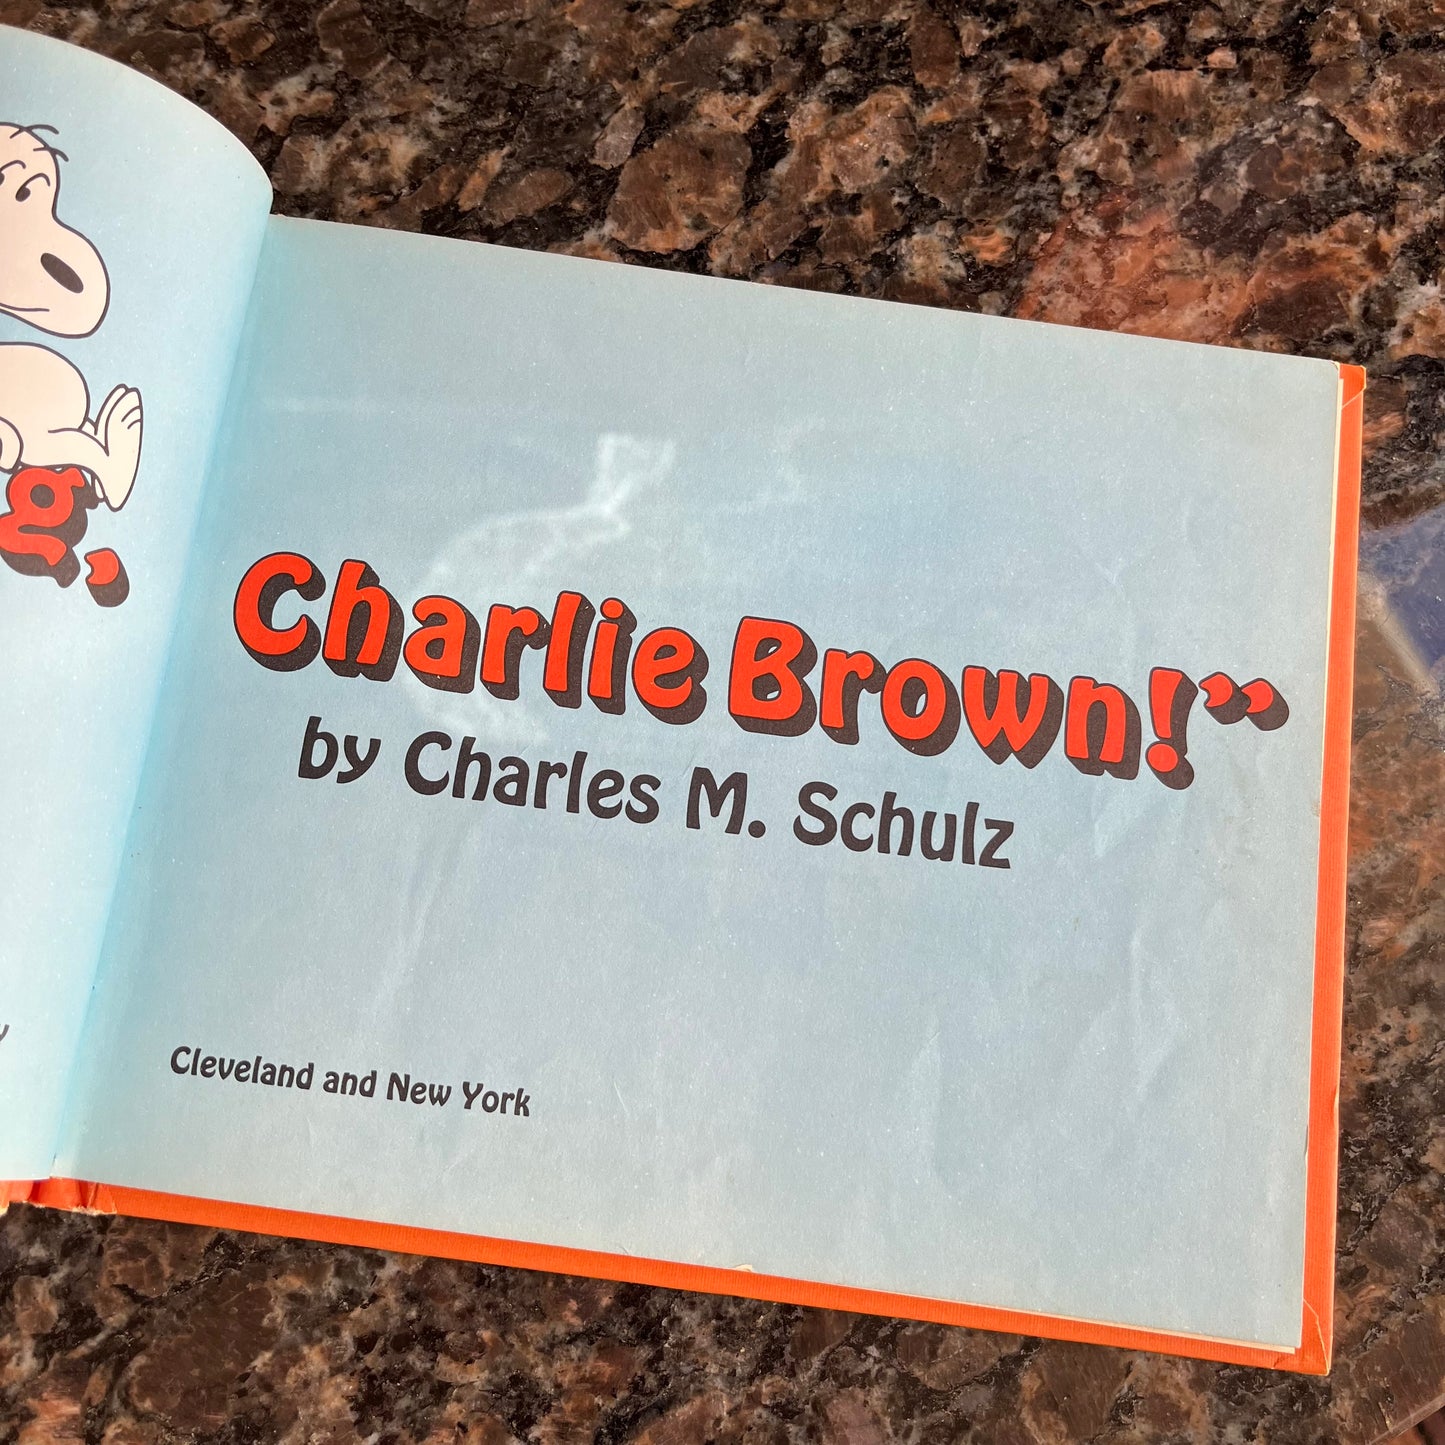 g,
Charlie Brown!”
by Charles M. Schulz
y
Cleveland and New York